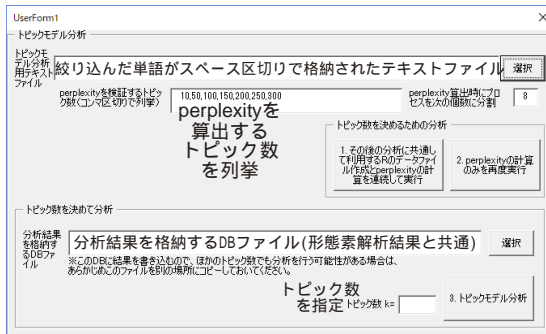 UserForm1
トピックモデル分析
トピックモ
デル分析
用テキスト
ファイル
絞り込んだ単語がスペース区切りで格納されたテキストファイル
選択
perplexityを検証するトピッ
ク数(コンマ区切りで列挙)
10,50,100,150,200,250,300
perplexity算出時にプロ
セスを次の個数に分割
8
perplexityを
算出する
トピック数
を列挙
トピック数を決めるための分析
1.その後の分析に共通し
て利用するRのデータファイ
ル作成とperplexityの計
算を連続して実行
2. perplexityの計算
のみを再度実行
トピック数を決めて分析
分析結果
を格納す
るDBファ
イル
分析結果を格納するDBファイル(形態素解析結果と共通)
選択
※このDBに結果を書き込むので、ほかのトピック数でも分析を行う可能性がある場合は、
あらかじめこのファイルを別の場所にコピーしておいてください。
トピック数
を指定
トピック数 k=
3. トピックモデル分析